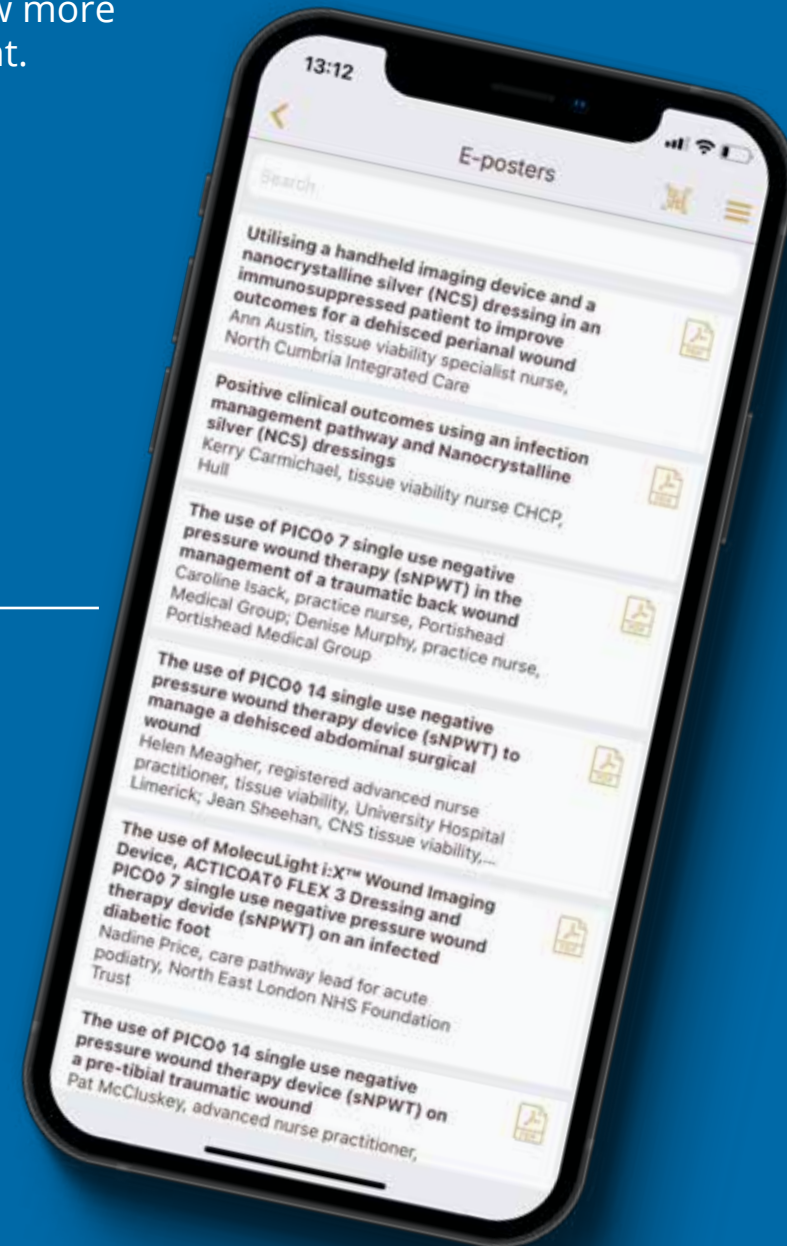 w more
nt.
13:12
E-posters
Search
Utilising a handheld imaging device and a
nanocrystalline silver (NCS) dressing in an
immunosuppressed patient to improve
outcomes for a dehisced perianal wound
Ann Austin, tissue viability specialist nurse,
North Cumbria Integrated Care
PDF
Positive clinical outcomes using an infection
management pathway and Nanocrystalline
silver (NCS) dressings
Kerry Carmichael, tissue viability nurse CHCP,
Hull
PDF
The use of PICO◊ 7 single use negative
pressure wound therapy (sNPWT) in the
management of a traumatic back wound
Caroline Isack, practice nurse, Portishead
Medical Group; Denise Murphy, practice nurse,
Portishead Medical Group
PDF
The use of PICO◊ 14 single use negative
pressure wound therapy device (sNPWT) to
manage a dehisced abdominal surgical
wound
Helen Meagher, registered advanced nurse
practitioner, tissue viability, University Hospital
Limerick; Jean Sheehan, CNS tissue viability,...
PDF
The use of MolecuLight i:X™ Wound Imaging
Device, ACTICOAT◊ FLEX 3 Dressing and
PICO◊ 7 single use negative pressure wound
therapy devide (sNPWT) on an infected
diabetic foot
Nadine Price, care pathway lead for acute
podiatry, North East London NHS Foundation
Trust
PDF
The use of PICO◊ 14 single use negative
pressure wound therapy device (sNPWT) on
a pre-tibial traumatic wound
Pat McCluskey, advanced nurse practitioner,
PDF